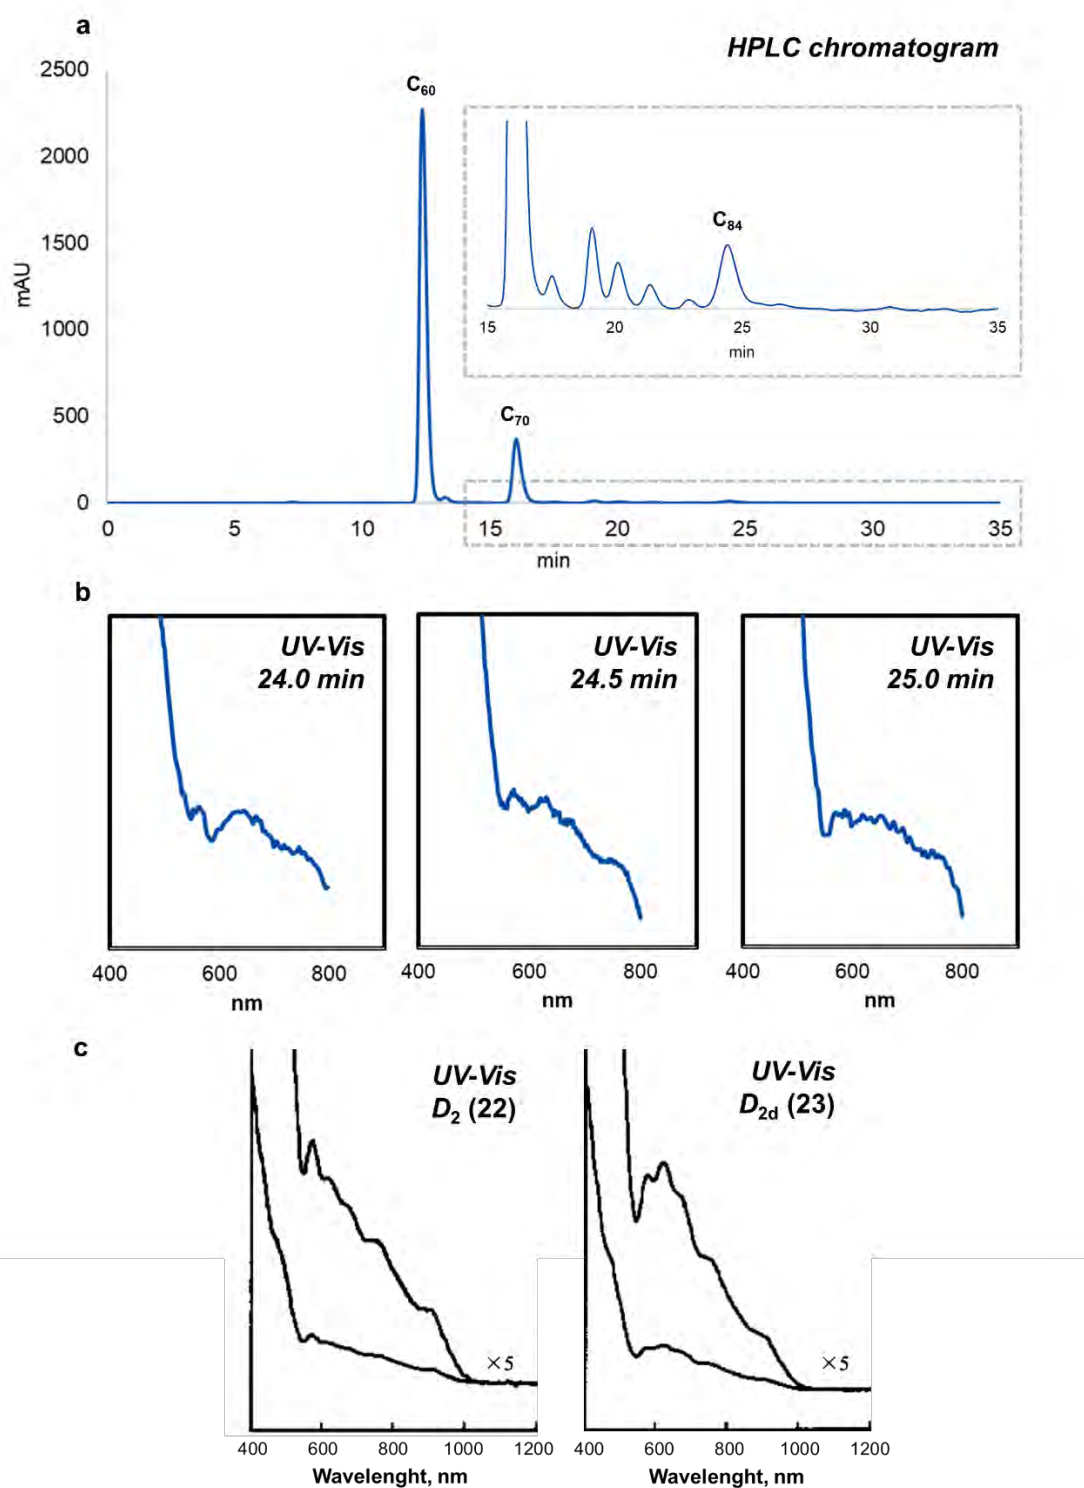 a
HPLC chromatogram
2500
2000
1500
1000
500
0
mAU
C60
C70
C84
15 20 25 30 35
min
0 5 10 15 20 25 30 35
min
b
UV-Vis
24.0 min
UV-Vis
24.5 min
UV-Vis
25.0 min
400 600 800
nm
400 600 800
nm
400 600 800
nm
c
UV-Vis
D2 (22)
×5
400 600 800 1000 1200
Wavelenght, nm
UV-Vis
D2d (23)
×5
400 600 800 1000 1200
Wavelenght, nm